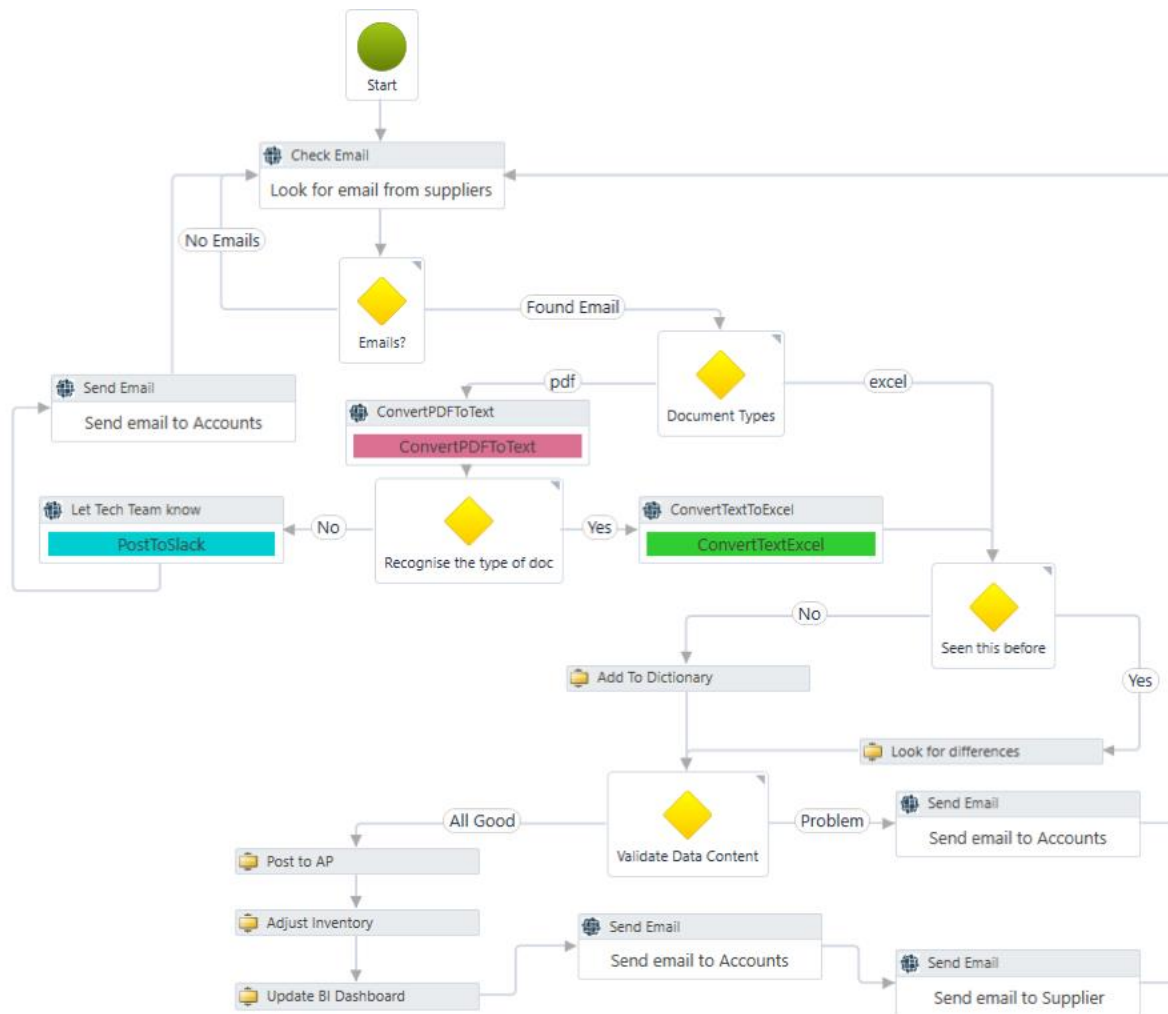 Start
Check Email
Look for email from suppliers
No Emails
Emails?
Found Email
Document Types
pdf
excel
Send Email
Send email to Accounts
ConvertPDFToText
ConvertPDFToText
Let Tech Team know
PostToSlack
No
Recognise the type of doc
Yes
ConvertTextToExcel
ConvertTextExcel
Seen this before
No
Yes
Add To Dictionary
Look for differences
Validate Data Content
All Good
Problem
Send Email
Send email to Accounts
Post to AP
Adjust Inventory
Update BI Dashboard
Send Email
Send email to Accounts
Send Email
Send email to Supplier